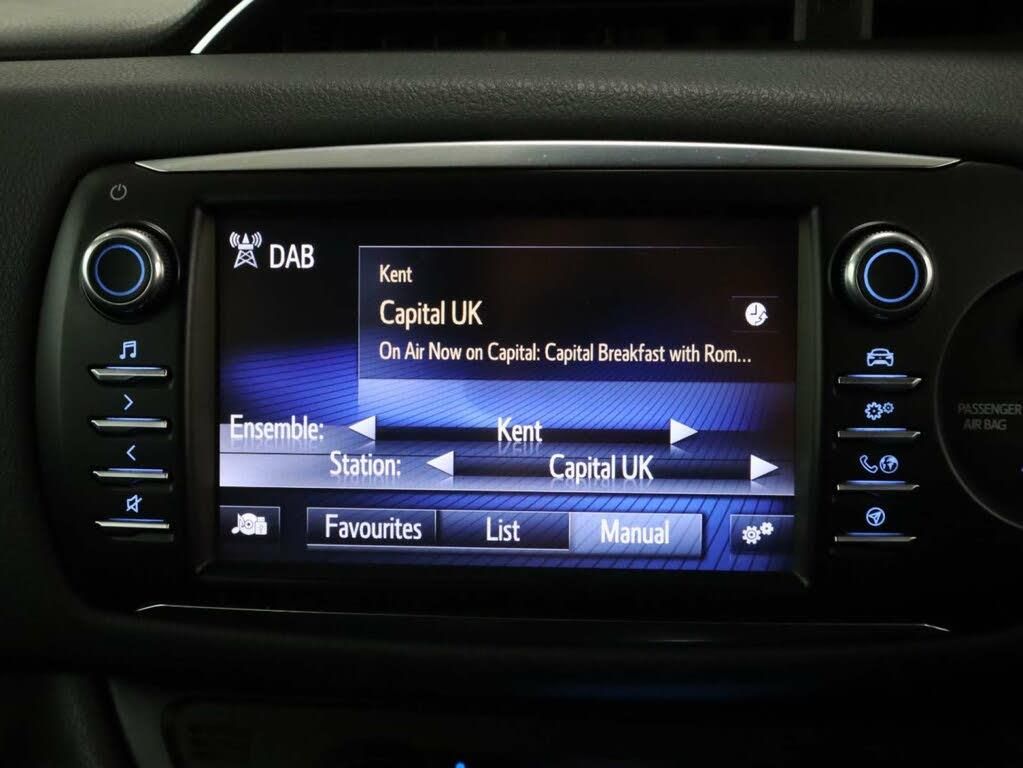 DAB
Kent
Capital UK
On Air Now on Capital: Capital Breakfast with Rom...
Ensemble: Kent
Station: Capital UK
Favourites List Manual
PASSENGER
AIR BAG